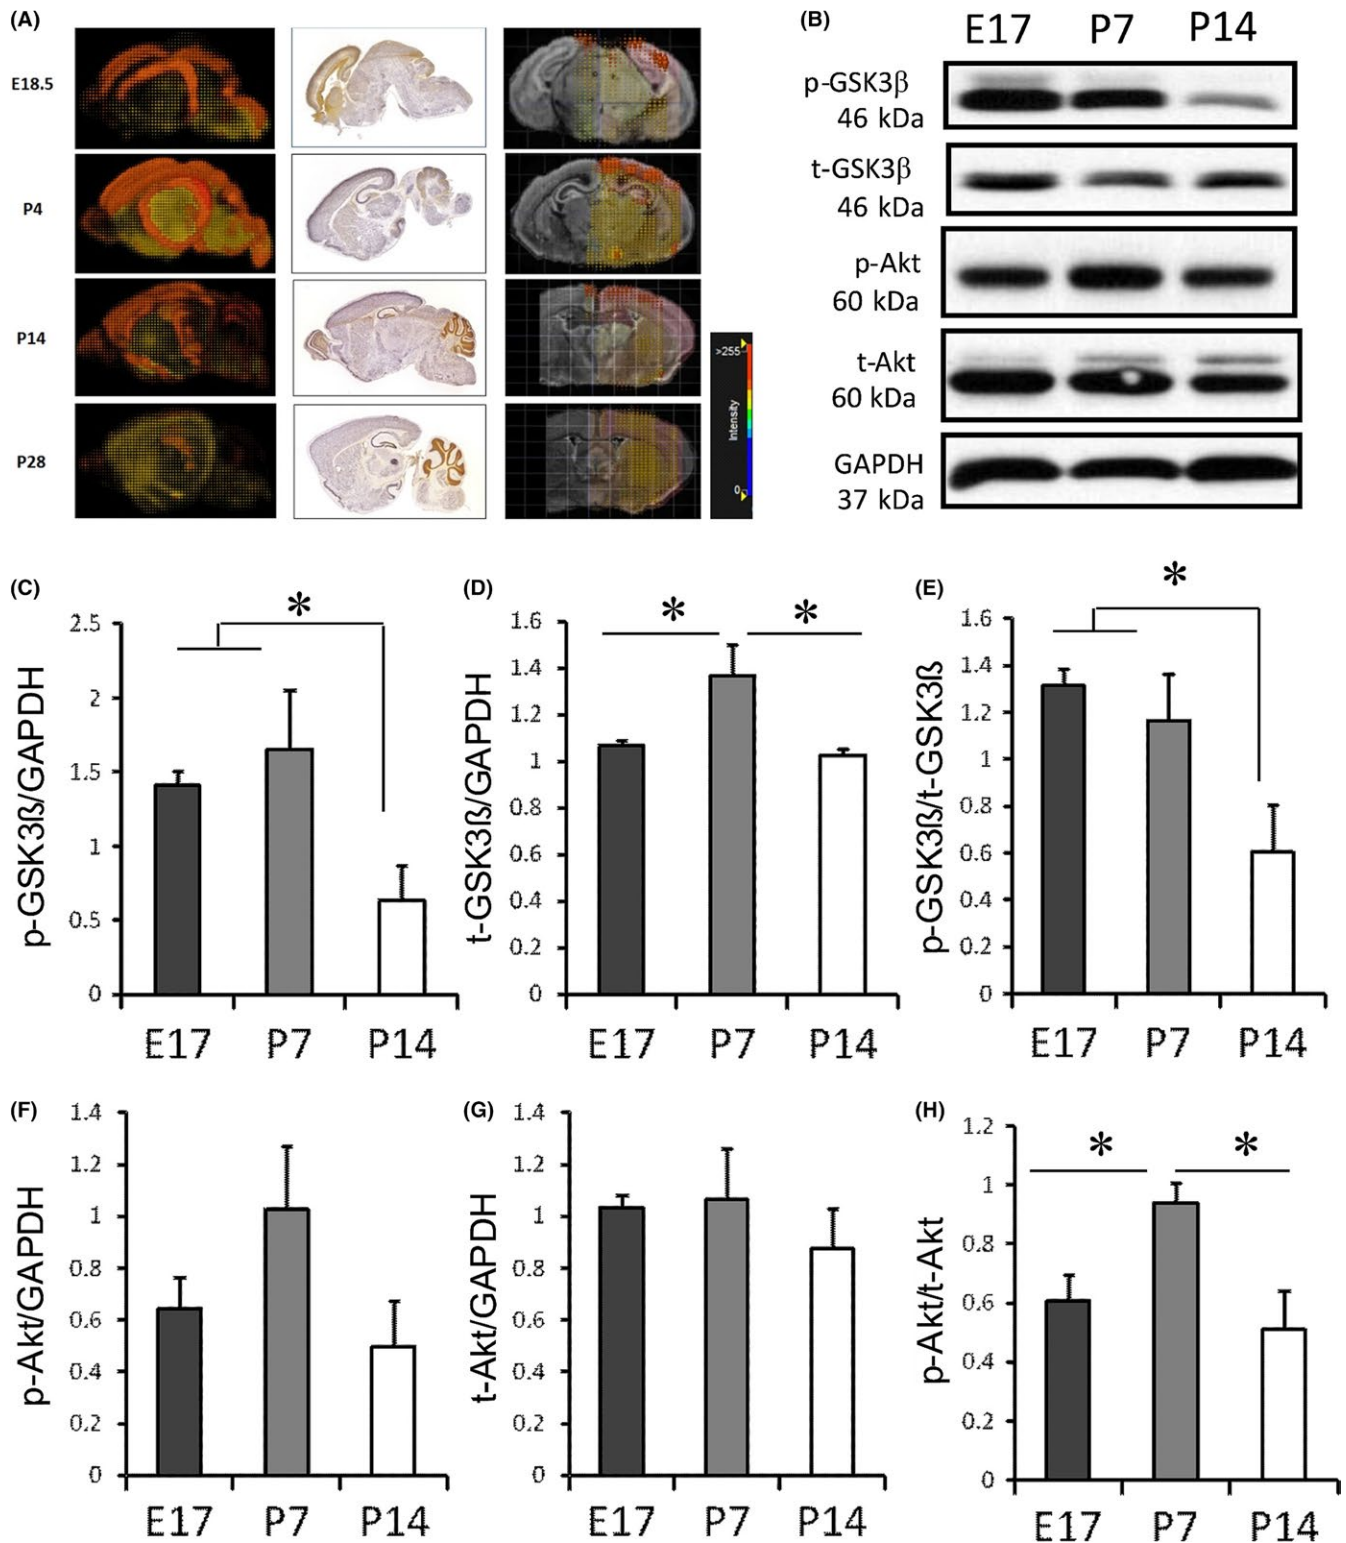 (A)
E18.5
P4
P14
P28
>255
Intensity
0
(B)
E17 P7 P14
p-GSK3β
46 kDa
t-GSK3β
46 kDa
p-Akt
60 kDa
t-Akt
60 kDa
GAPDH
37 kDa
(C)
*
p-GSK3ß/GAPDH
2.5
2
1.5
1
0.5
0
E17 P7 P14
(D)
* *
t-GSK3ß/GAPDH
1.6
1.4
1.2
1
0.8
0.6
0.4
0.2
0
E17 P7 P14
(E)
*
p-GSK3ß/t-GSK3ß
1.6
1.4
1.2
1
0.8
0.6
0.4
0.2
0
E17 P7 P14
(F)
p-Akt/GAPDH
1.4
1.2
1
0.8
0.6
0.4
0.2
0
E17 P7 P14
(G)
t-Akt/GAPDH
1.4
1.2
1
0.8
0.6
0.4
0.2
0
E17 P7 P14
(H)
* *
p-Akt/t-Akt
1.2
1
0.8
0.6
0.4
0.2
0
E17 P7 P14